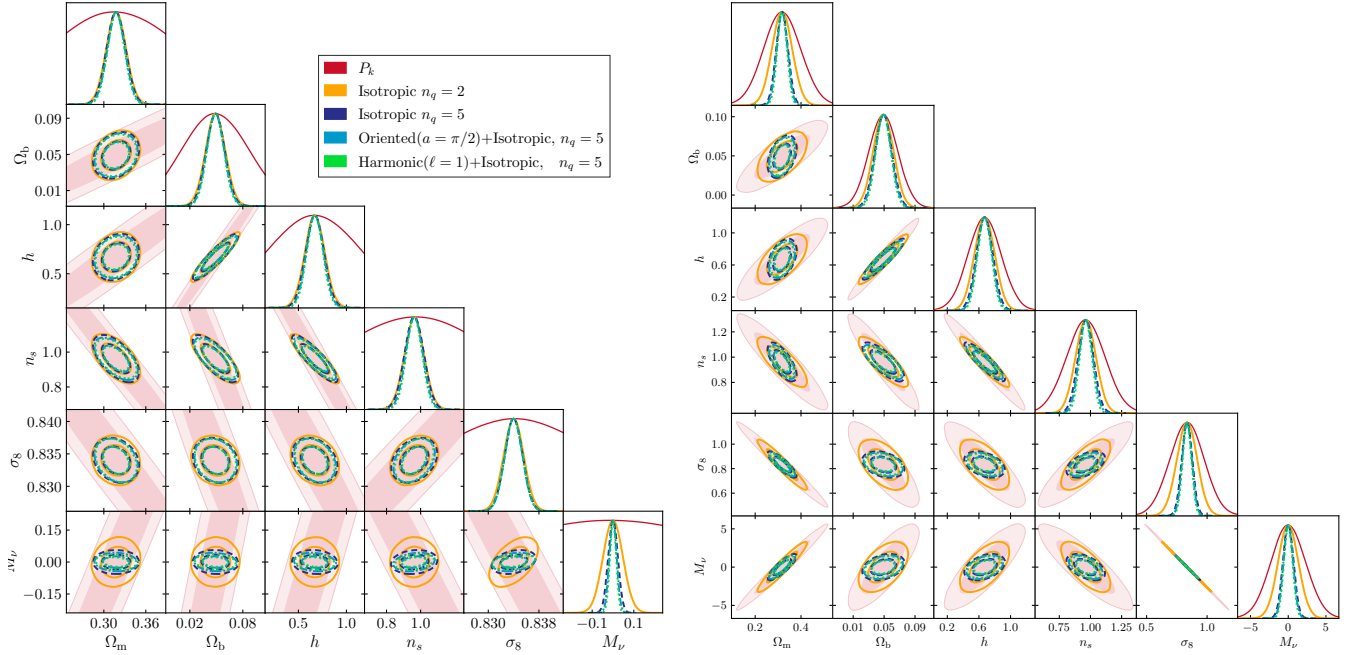 P_k
Isotropic n_q = 2
Isotropic n_q = 5
Oriented(a = π/2)+Isotropic, n_q = 5
Harmonic(ℓ = 1)+Isotropic, n_q = 5
Ω_b
0.09
0.05
0.01
h
1.0
0.5
n_s
1.0
0.8
σ_8
0.840
0.835
0.830
M_ν
0.15
0.00
−0.15
0.30 0.36
0.02 0.08
0.5 1.0
0.8 1.0
0.830 0.838
−0.1 0.1
Ω_m
Ω_b
h
n_s
σ_8
M_ν
Ω_b
0.10
0.05
0.00
h
1.0
0.6
0.2
n_s
1.2
1.0
0.8
σ_8
1.0
0.8
0.6
M_ν
5
0
−5
0.2 0.4
0.01 0.05 0.09
0.2 0.6 1.0
0.75 1.00 1.25
0.5 1.0
−5 0 5
Ω_m
Ω_b
h
n_s
σ_8
M_ν